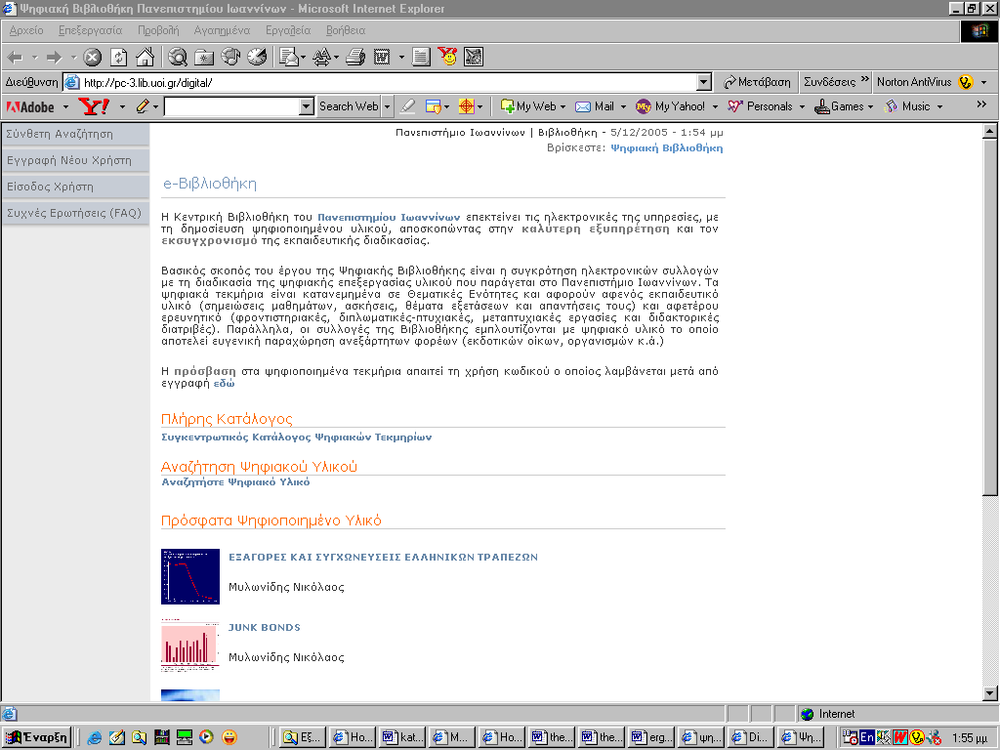 Ψηφιακή Βιβλιοθήκη Πανεπιστημίου Ιωαννίνων - Microsoft Internet Explorer
Αρχείο Επεξεργασία Προβολή Αγαπημένα Εργαλεία Βοήθεια
Διεύθυνση http://pc-3.lib.uoi.gr/digital/ Μετάβαση Συνδέσεις » Norton AntiVirus
Adobe Y! Search Web My Web Mail My Yahoo! Personals Games Music »
Σύνθετη Αναζήτηση
Εγγραφή Νέου Χρήστη
Είσοδος Χρήστη
Συχνές Ερωτήσεις (FAQ)
Πανεπιστήμιο Ιωαννίνων | Βιβλιοθήκη - 5/12/2005 - 1:54 μμ
Βρίσκεστε: Ψηφιακή Βιβλιοθήκη
e-Βιβλιοθήκη
Η Κεντρική Βιβλιοθήκη του Πανεπιστημίου Ιωαννίνων επεκτείνει τις ηλεκτρονικές της υπηρεσίες, με
τη δημοσίευση ψηφιοποιημένου υλικού, αποσκοπώντας στην καλύτερη εξυπηρέτηση και τον
εκσυγχρονισμό της εκπαιδευτικής διαδικασίας.
Βασικός σκοπός του έργου της Ψηφιακής Βιβλιοθήκης είναι η συγκρότηση ηλεκτρονικών συλλογών
με τη διαδικασία της ψηφιακής επεξεργασίας υλικού που παράγεται στο Πανεπιστήμιο Ιωαννίνων. Τα
ψηφιακά τεκμήρια είναι κατανεμημένα σε Θεματικές Ενότητες και αφορούν αφενός εκπαιδευτικό
υλικό (σημειώσεις μαθημάτων, ασκήσεις, θέματα εξετάσεων και απαντήσεις τους) και αφετέρου
ερευνητικό (φροντιστηριακές, διπλωματικές-πτυχιακές, μεταπτυχιακές εργασίες και διδακτορικές
διατριβές). Παράλληλα, οι συλλογές της Βιβλιοθήκης εμπλουτίζονται με ψηφιακό υλικό το οποίο
αποτελεί ευγενική παραχώρηση ανεξάρτητων φορέων (εκδοτικών οίκων, οργανισμών κ.ά.)
Η πρόσβαση στα ψηφιοποιημένα τεκμήρια απαιτεί τη χρήση κωδικού ο οποίος λαμβάνεται μετά από
εγγραφή εδώ
Πλήρης Κατάλογος
Συγκεντρωτικός Κατάλογος Ψηφιακών Τεκμηρίων
Αναζήτηση Ψηφιακού Υλικού
Αναζητήστε Ψηφιακό Υλικό
Πρόσφατα Ψηφιοποιημένο Υλικό
ΕΞΑΓΟΡΕΣ ΚΑΙ ΣΥΓΧΩΝΕΥΣΕΙΣ ΕΛΛΗΝΙΚΩΝ ΤΡΑΠΕΖΩΝ
Μυλωνίδης Νικόλαος
JUNK BONDS
Μυλωνίδης Νικόλαος
Internet
Έναρξη Εξ... Ho... kat... M... Ho... the... the... erg... ψη... Di... Ψη... En 1:55 μμ